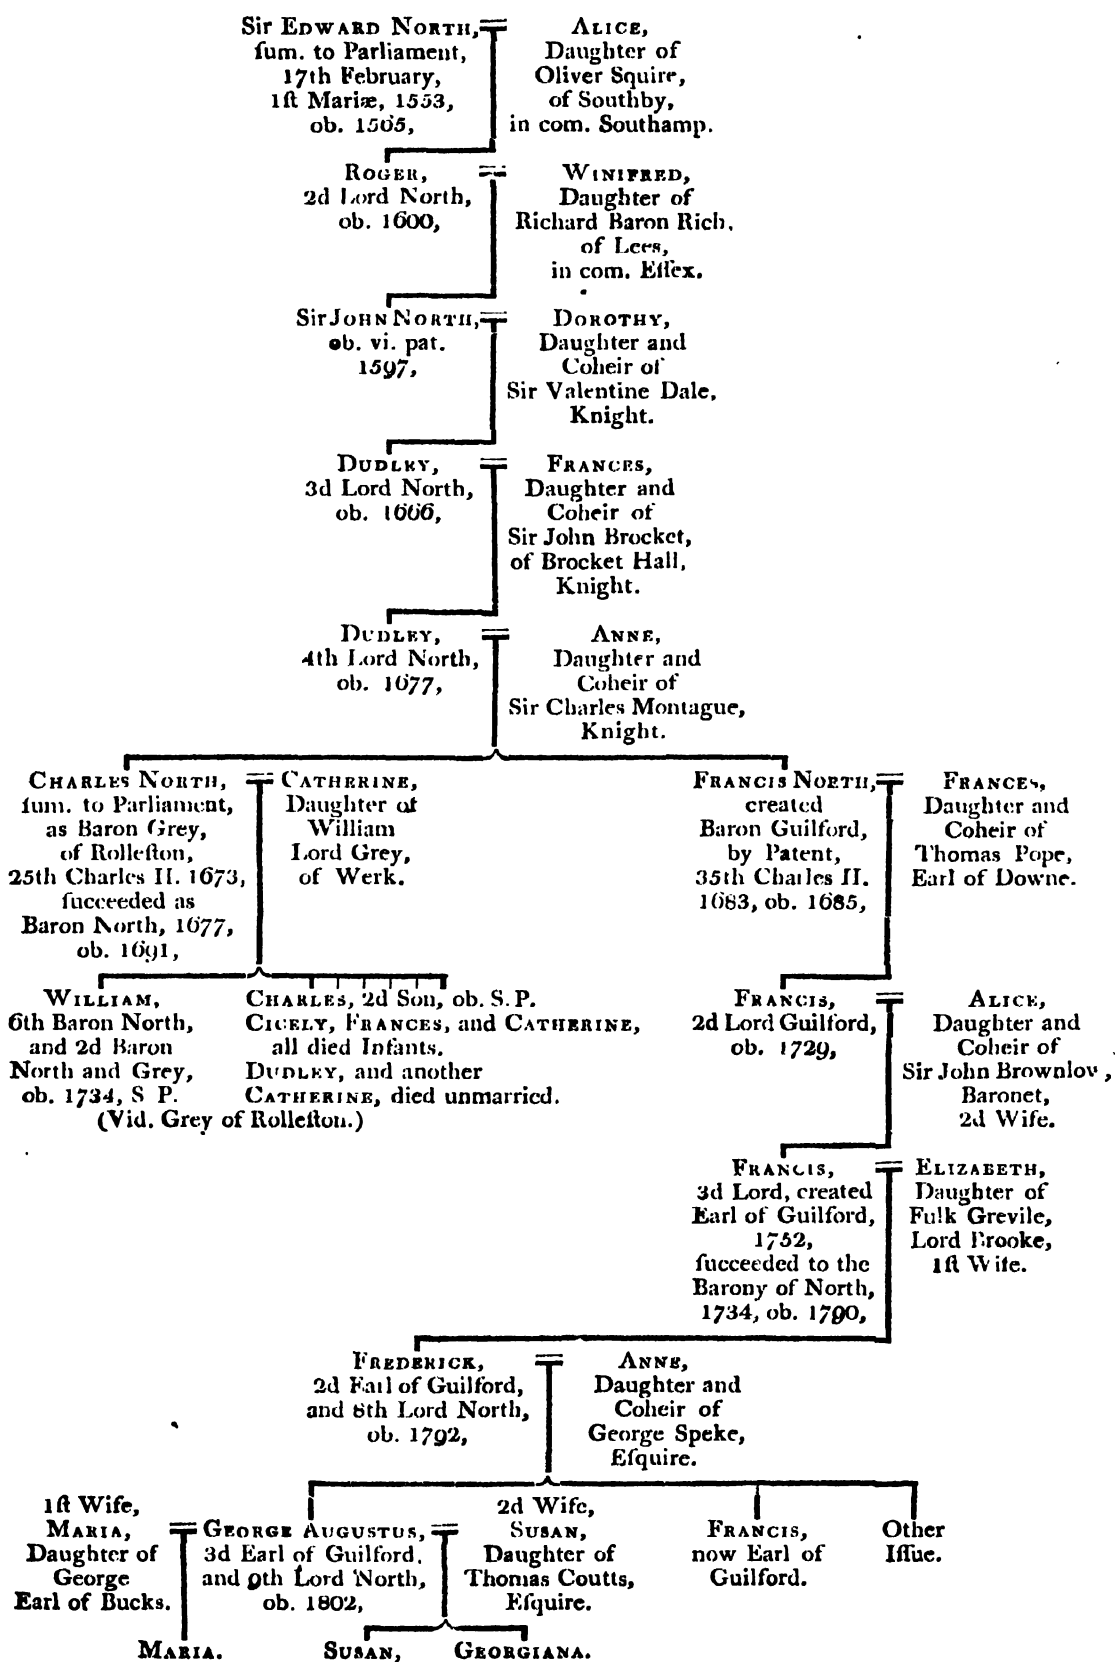 Sir EDWARD NORTH,
ſum. to Parliament,
17th February,
1ſt Mariæ, 1553,
ob. 1565,
ALICE,
Daughter of
Oliver Squire,
of Southby,
in com. Southamp.
ROGER,
2d Lord North,
ob. 1600,
WINIFRED,
Daughter of
Richard Baron Rich,
of Lees,
in com. Eſſex.
Sir JOHN NORTH,
ob. vi. pat.
1597,
DOROTHY,
Daughter and
Coheir of
Sir Valentine Dale,
Knight.
DUDLEY,
3d Lord North,
ob. 1666,
FRANCES,
Daughter and
Coheir of
Sir John Brocket,
of Brocket Hall,
Knight.
DUDLEY,
4th Lord North,
ob. 1677,
ANNE,
Daughter and
Coheir of
Sir Charles Montague,
Knight.
CHARLES NORTH,
ſum. to Parliament,
as Baron Grey,
of Rolleſton,
25th Charles II. 1673,
ſucceeded as
Baron North, 1677,
ob. 1691,
CATHERINE,
Daughter of
William
Lord Grey,
of Werk.
FRANCIS NORTH,
created
Baron Guilford,
by Patent,
35th Charles II.
1683, ob. 1685,
FRANCES,
Daughter and
Coheir of
Thomas Pope,
Earl of Downe.
WILLIAM,
6th Baron North,
and 2d Baron
North and Grey,
ob. 1734, S P.
CHARLES, 2d Son, ob. S. P.
CICELY, FRANCES, and CATHERINE,
all died Infants.
DUDLEY, and another
CATHERINE, died unmarried.
(Vid. Grey of Rolleſton.)
FRANCIS,
2d Lord Guilford,
ob. 1729,
ALICE,
Daughter and
Coheir of
Sir John Brownlow,
Baronet,
2d Wife.
FRANCIS,
3d Lord, created
Earl of Guilford,
1752,
ſucceeded to the
Barony of North,
1734, ob. 1790,
ELIZABETH,
Daughter of
Fulk Grevile,
Lord Brooke,
1ſt Wife.
FREDERICK,
2d Earl of Guilford,
and 8th Lord North,
ob. 1792,
ANNE,
Daughter and
Coheir of
George Speke,
Eſquire.
1ſt Wife,
MARIA,
Daughter of
George
Earl of Bucks.
GEORGE AUGUSTUS,
3d Earl of Guilford,
and 9th Lord North,
ob. 1802,
2d Wife,
SUSAN,
Daughter of
Thomas Coutts,
Eſquire.
FRANCIS,
now Earl of
Guilford.
Other
Iſſue.
MARIA.
SUSAN,
GEORGIANA.